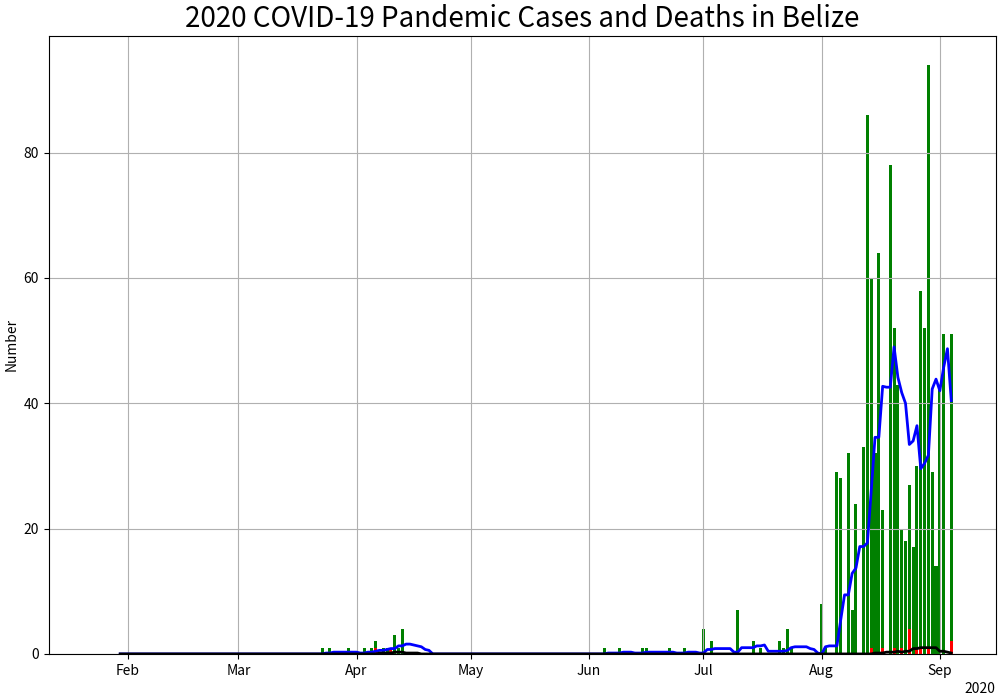 2020 COVID-19 Pandemic Cases and Deaths in Belize
Number
80
60
40
20
0
Feb Mar Apr May Jun Jul Aug Sep
2020